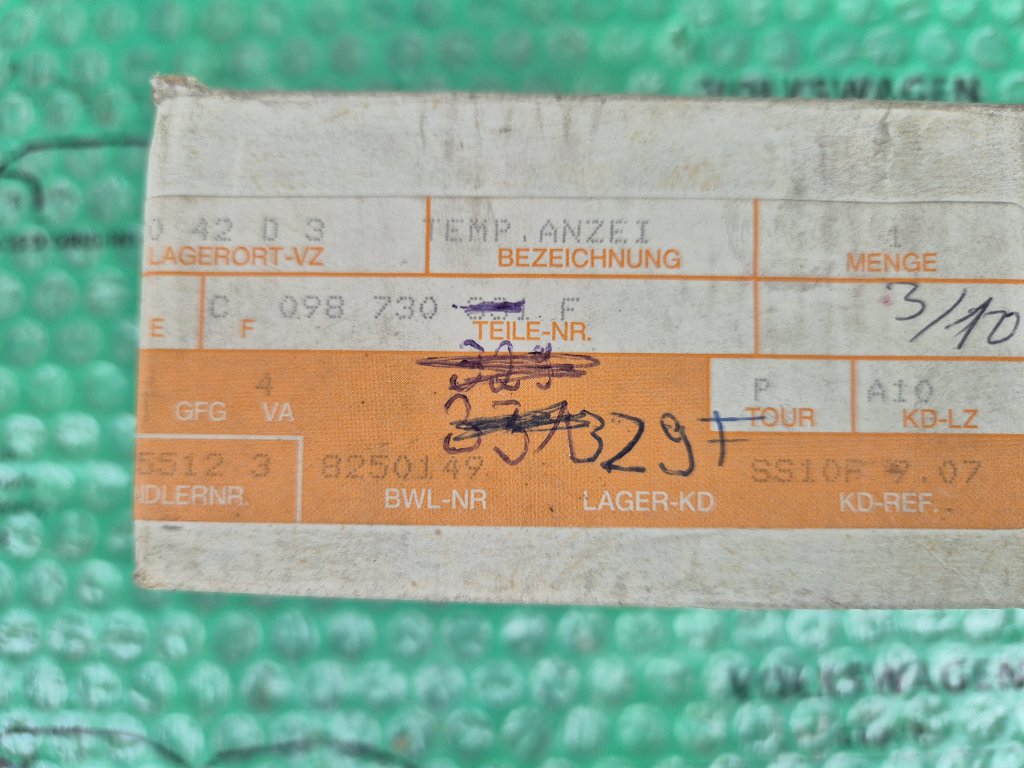 VOLKSWAGEN
0 42 D 3 TEMP.ANZEI 1
LAGERORT-VZ BEZEICHNUNG MENGE
C 098 730 F 3/10
E F TEILE-NR.
4 P A10
GFG VA TOUR KD-LZ
329 F
5512 3 8250149 SS10F 9.07
NDLERNR. BWL-NR LAGER-KD KD-REF.
VOLKSWAGEN